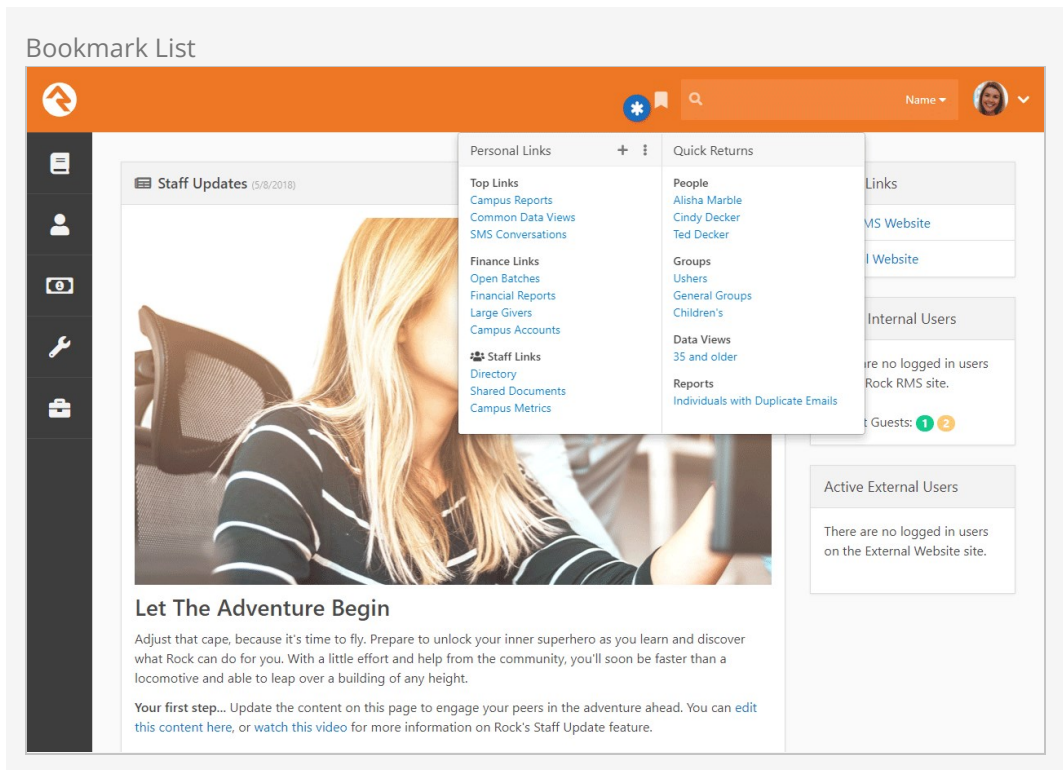 Bookmark List
Name
Personal Links
Top Links
Campus Reports
Common Data Views
SMS Conversations
Finance Links
Open Batches
Financial Reports
Large Givers
Campus Accounts
Staff Links
Directory
Shared Documents
Campus Metrics
Quick Returns
People
Alisha Marble
Cindy Decker
Ted Decker
Groups
Ushers
General Groups
Children's
Data Views
35 and older
Reports
Individuals with Duplicate Emails
Staff Updates (5/8/2018)
Let The Adventure Begin
Adjust that cape, because it's time to fly. Prepare to unlock your inner superhero as you learn and discover
what Rock can do for you. With a little effort and help from the community, you'll soon be faster than a
locomotive and able to leap over a building of any height.
Your first step... Update the content on this page to engage your peers in the adventure ahead. You can edit
this content here, or watch this video for more information on Rock's Staff Update feature.
Links
MS Website
l Website
Internal Users
are no logged in users
Rock RMS site.
t Guests: 1 2
Active External Users
There are no logged in users
on the External Website site.